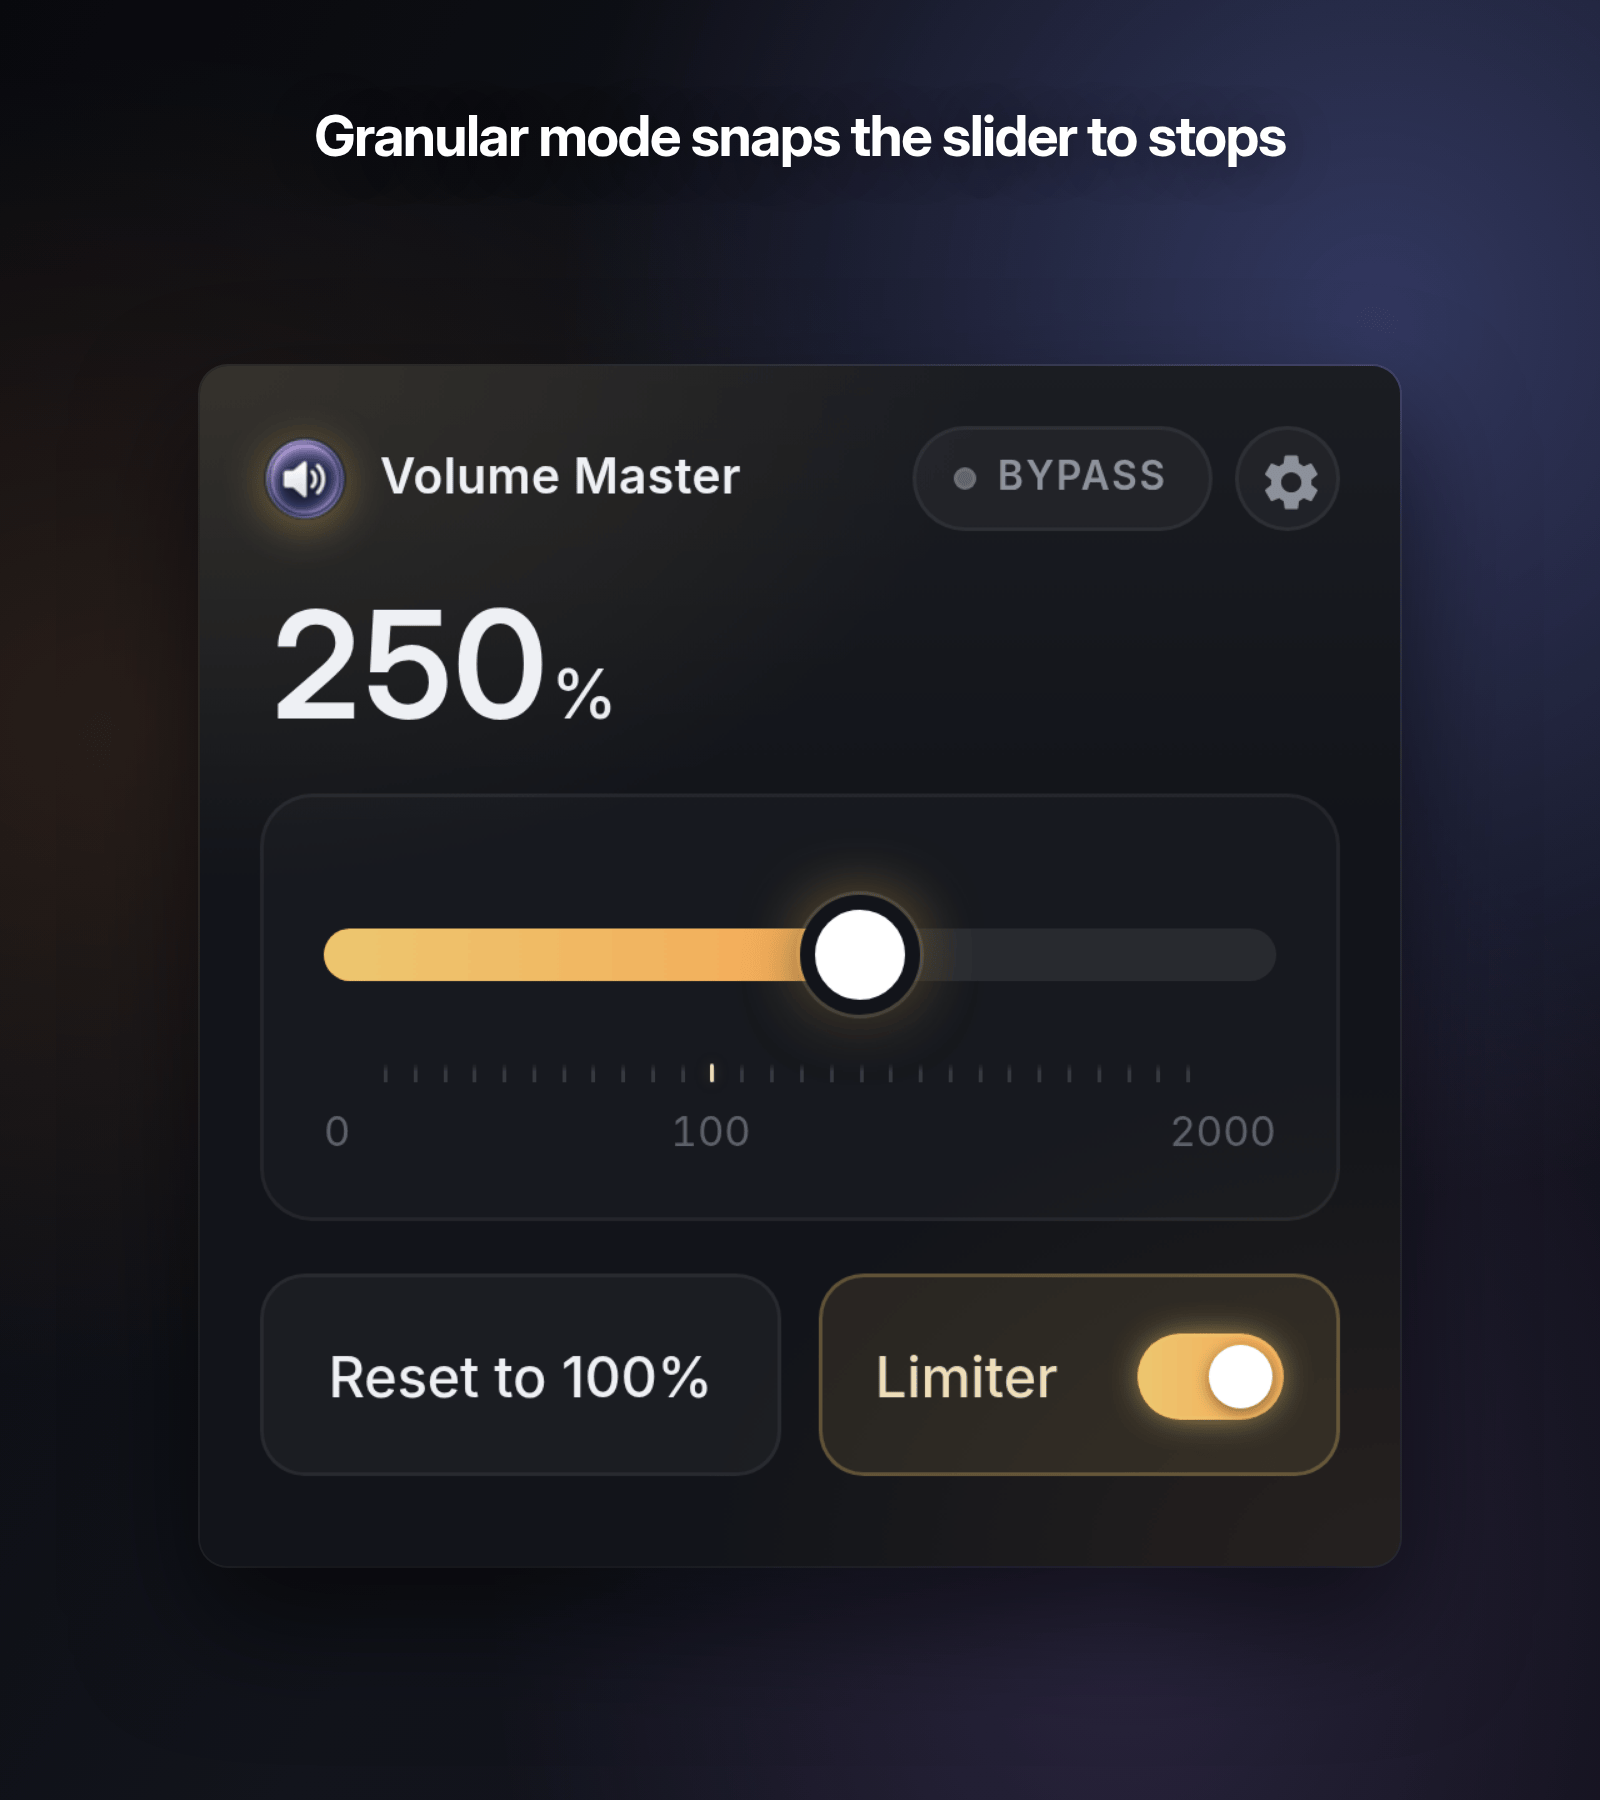 Granular mode snaps the slider to stops
Volume Master
BYPASS
250%
0 100 2000
Reset to 100%
Limiter